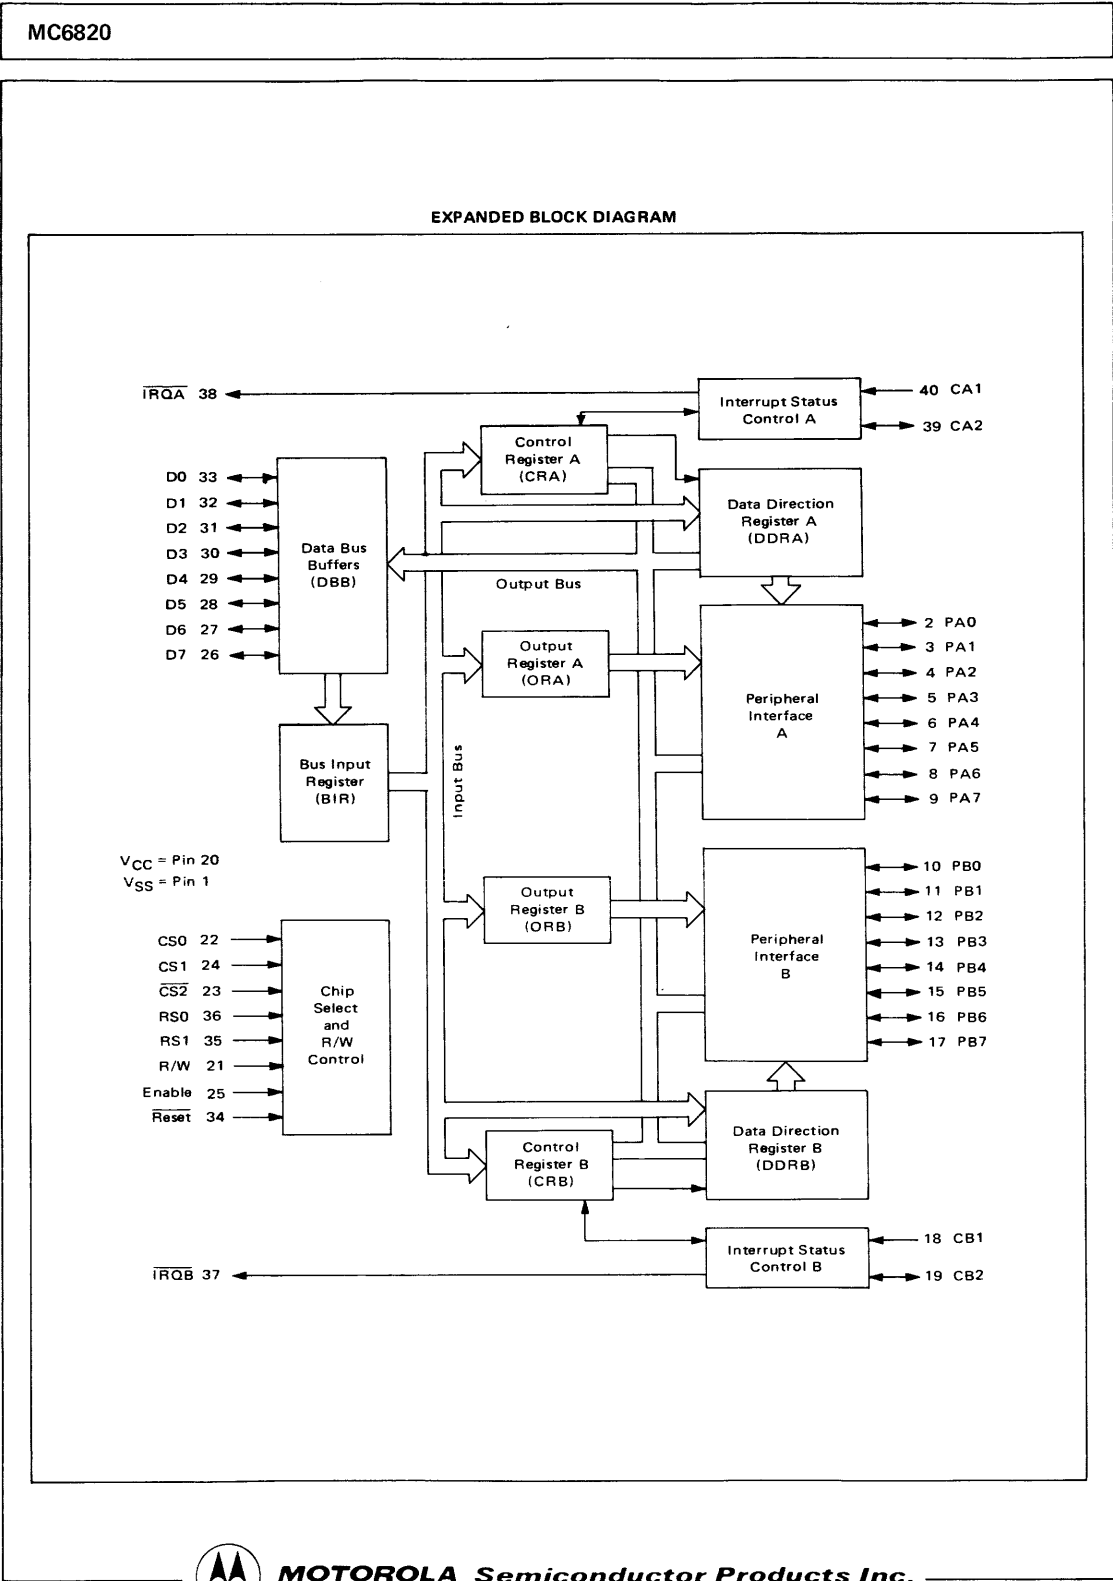 MC6820
EXPANDED BLOCK DIAGRAM
IRQA 38
Interrupt Status
Control A
40 CA1
39 CA2
Control
Register A
(CRA)
D0 33
D1 32
D2 31
D3 30
D4 29
D5 28
D6 27
D7 26
Data Bus
Buffers
(DBB)
Data Direction
Register A
(DDRA)
Output Bus
Output
Register A
(ORA)
Peripheral
Interface
A
2 PA0
3 PA1
4 PA2
5 PA3
6 PA4
7 PA5
8 PA6
9 PA7
Bus Input
Register
(BIR)
Input Bus
VCC = Pin 20
VSS = Pin 1
Output
Register B
(ORB)
Peripheral
Interface
B
10 PB0
11 PB1
12 PB2
13 PB3
14 PB4
15 PB5
16 PB6
17 PB7
CS0 22
CS1 24
CS2 23
RS0 36
RS1 35
R/W 21
Enable 25
Reset 34
Chip
Select
and
R/W
Control
Control
Register B
(CRB)
Data Direction
Register B
(DDRB)
Interrupt Status
Control B
18 CB1
19 CB2
IRQB 37
MOTOROLA Semiconductor Products Inc.